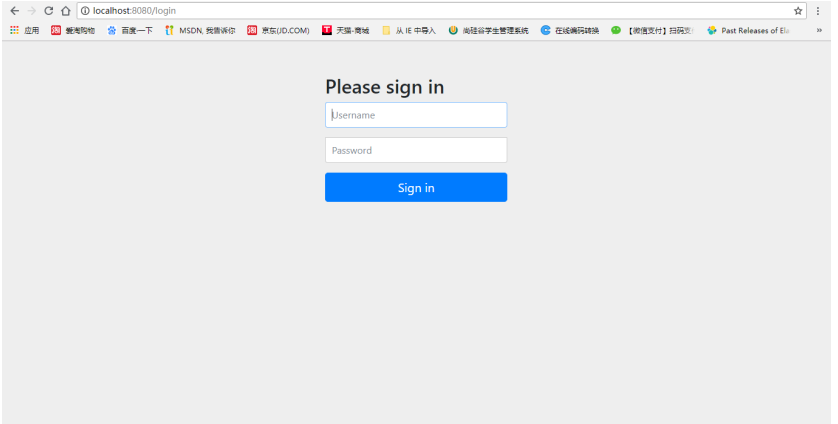 localhost:8080/login
应用 爱淘购物 百度一下 MSDN, 我告诉你 京东(JD.COM) 天猫-商城 从 IE 中导入 尚硅谷学生管理系统 在线编码转换 【微信支付】扫码支 Past Releases of Ela »
Please sign in
Username
Password
Sign in